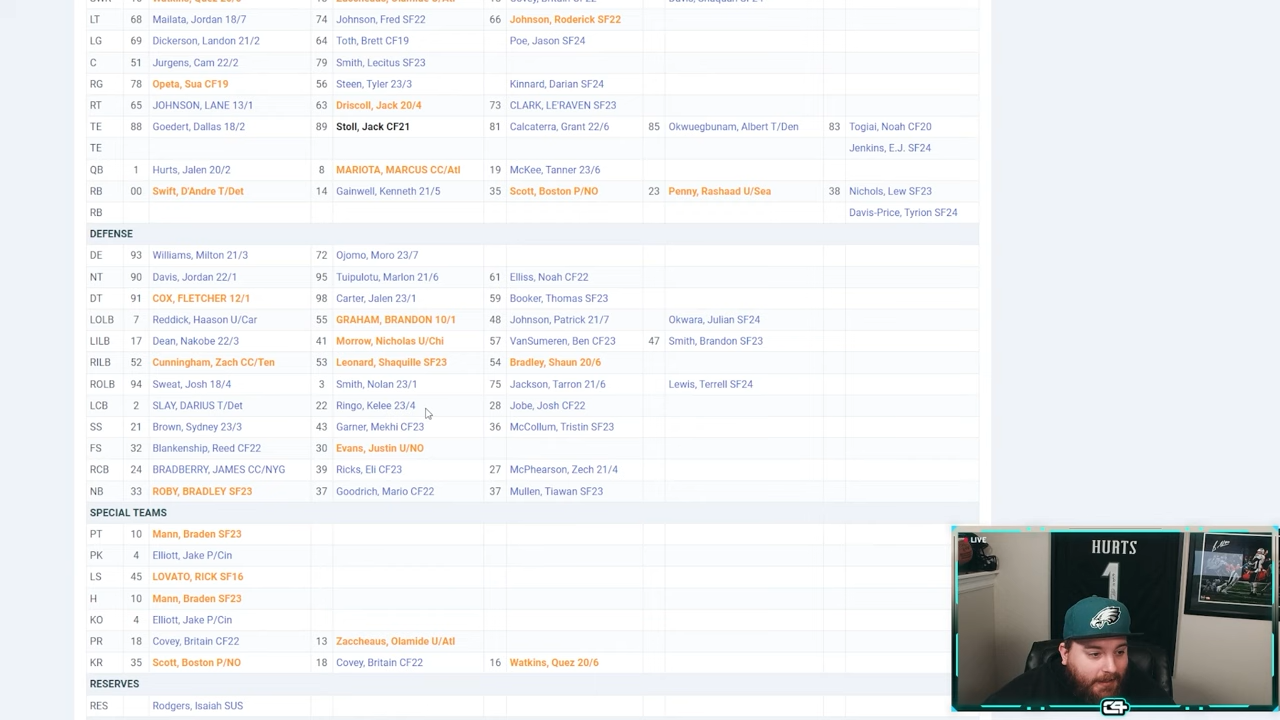 LT 68 Mailata, Jordan 18/7 74 Johnson, Fred SF22 66 Johnson, Roderick SF22
LG 69 Dickerson, Landon 21/2 64 Toth, Brett CF19 Poe, Jason SF24
C 51 Jurgens, Cam 22/2 79 Smith, Lecitus SF23
RG 78 Opeta, Sua CF19 56 Steen, Tyler 23/3 Kinnard, Darian SF24
RT 65 JOHNSON, LANE 13/1 63 Driscoll, Jack 20/4 73 CLARK, LE'RAVEN SF23
TE 88 Goedert, Dallas 18/2 89 Stoll, Jack CF21 81 Calcaterra, Grant 22/6 85 Okwuegbunam, Albert T/Den 83 Togiai, Noah CF20
TE Jenkins, E.J. SF24
QB 1 Hurts, Jalen 20/2 8 MARIOTA, MARCUS CC/Atl 19 McKee, Tanner 23/6
RB 00 Swift, D'Andre T/Det 14 Gainwell, Kenneth 21/5 35 Scott, Boston P/NO 23 Penny, Rashaad U/Sea 38 Nichols, Lew SF23
RB Davis-Price, Tyrion SF24
DEFENSE
DE 93 Williams, Milton 21/3 72 Ojomo, Moro 23/7
NT 90 Davis, Jordan 22/1 95 Tuipulotu, Marlon 21/6 61 Elliss, Noah CF22
DT 91 COX, FLETCHER 12/1 98 Carter, Jalen 23/1 59 Booker, Thomas SF23
LOLB 7 Reddick, Haason U/Car 55 GRAHAM, BRANDON 10/1 48 Johnson, Patrick 21/7 Okwara, Julian SF24
LILB 17 Dean, Nakobe 22/3 41 Morrow, Nicholas U/Chi 57 VanSumeren, Ben CF23 47 Smith, Brandon SF23
RILB 52 Cunningham, Zach CC/Ten 53 Leonard, Shaquille SF23 54 Bradley, Shaun 20/6
ROLB 94 Sweat, Josh 18/4 3 Smith, Nolan 23/1 75 Jackson, Tarron 21/6 Lewis, Terrell SF24
LCB 2 SLAY, DARIUS T/Det 22 Ringo, Kelee 23/4 28 Jobe, Josh CF22
SS 21 Brown, Sydney 23/3 43 Garner, Mekhi CF23 36 McCollum, Tristin SF23
FS 32 Blankenship, Reed CF22 30 Evans, Justin U/NO
RCB 24 BRADBERRY, JAMES CC/NYG 39 Ricks, Eli CF23 27 McPhearson, Zech 21/4
NB 33 ROBY, BRADLEY SF23 37 Goodrich, Mario CF22 37 Mullen, Tiawan SF23
SPECIAL TEAMS
PT 10 Mann, Braden SF23
PK 4 Elliott, Jake P/Cin
LS 45 LOVATO, RICK SF16
H 10 Mann, Braden SF23
KO 4 Elliott, Jake P/Cin
PR 18 Covey, Britain CF22 13 Zaccheaus, Olamide U/Atl
KR 35 Scott, Boston P/NO 18 Covey, Britain CF22 16 Watkins, Quez 20/6
RESERVES
RES Rodgers, Isaiah SUS
LIVE
HURTS
1